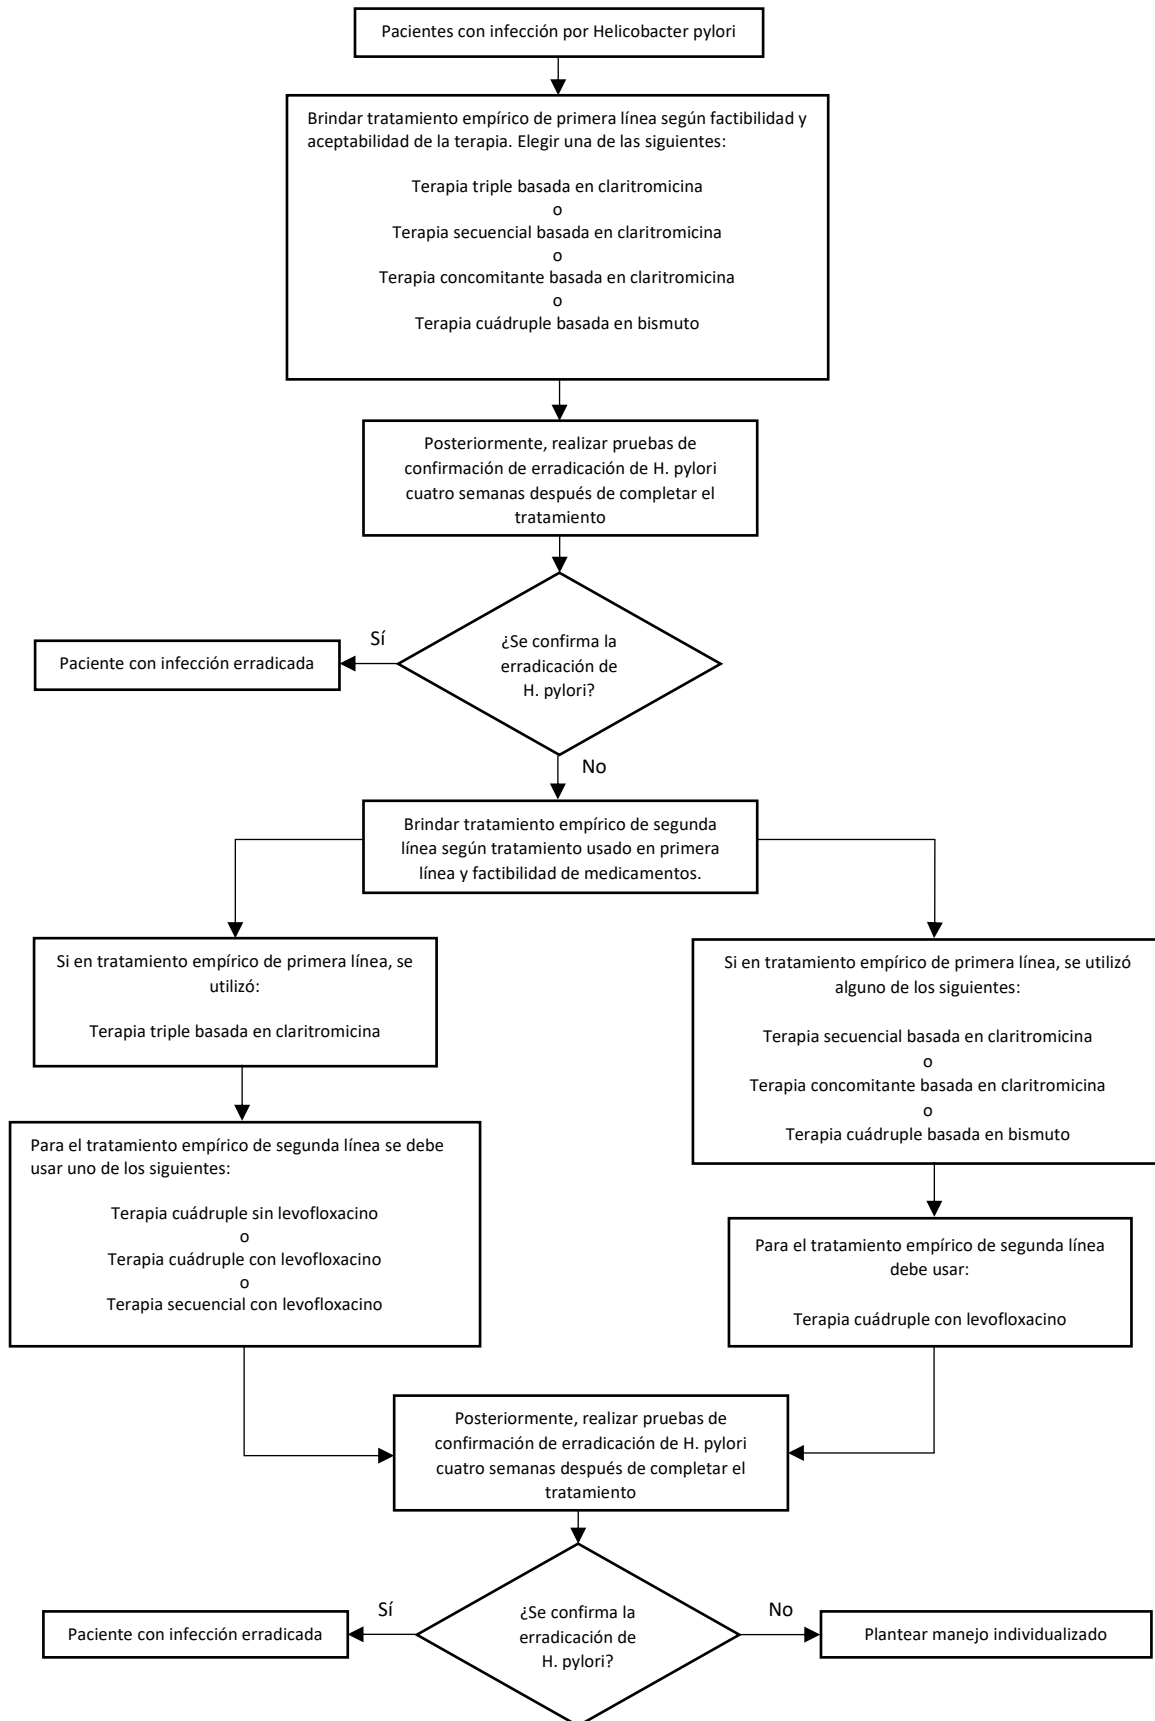 Pacientes con infección por Helicobacter pylori
Brindar tratamiento empírico de primera línea según factibilidad y
aceptabilidad de la terapia. Elegir una de las siguientes:
Terapia triple basada en claritromicina
o
Terapia secuencial basada en claritromicina
o
Terapia concomitante basada en claritromicina
o
Terapia cuádruple basada en bismuto
Posteriormente, realizar pruebas de
confirmación de erradicación de H. pylori
cuatro semanas después de completar el
tratamiento
¿Se confirma la
erradicación de
H. pylori?
Sí
Paciente con infección erradicada
No
Brindar tratamiento empírico de segunda
línea según tratamiento usado en primera
línea y factibilidad de medicamentos.
Si en tratamiento empírico de primera línea, se
utilizó:
Terapia triple basada en claritromicina
Para el tratamiento empírico de segunda línea se debe
usar uno de los siguientes:
Terapia cuádruple sin levofloxacino
o
Terapia cuádruple con levofloxacino
o
Terapia secuencial con levofloxacino
Si en tratamiento empírico de primera línea, se utilizó
alguno de los siguientes:
Terapia secuencial basada en claritromicina
o
Terapia concomitante basada en claritromicina
o
Terapia cuádruple basada en bismuto
Para el tratamiento empírico de segunda línea
debe usar:
Terapia cuádruple con levofloxacino
Posteriormente, realizar pruebas de
confirmación de erradicación de H. pylori
cuatro semanas después de completar el
tratamiento
¿Se confirma la
erradicación de
H. pylori?
Sí
Paciente con infección erradicada
No
Plantear manejo individualizado